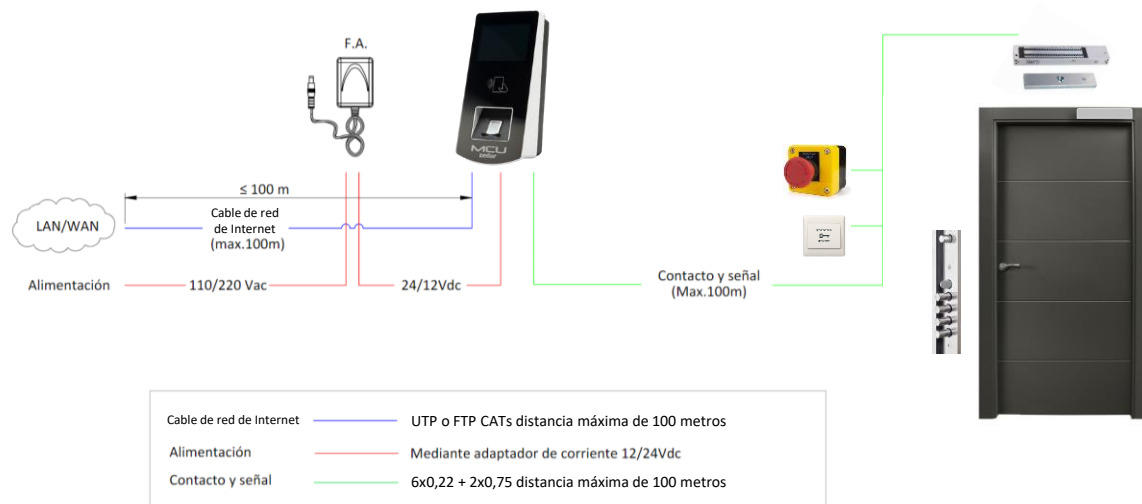 F.A.
MCU
≤ 100 m
LAN/WAN
Cable de red
de Internet
(max.100m)
Alimentación
110/220 Vac
24/12Vdc
Contacto y señal
(Max.100m)
Cable de red de Internet
UTP o FTP CATs distancia máxima de 100 metros
Alimentación
Mediante adaptador de corriente 12/24Vdc
Contacto y señal
6x0,22 + 2x0,75 distancia máxima de 100 metros